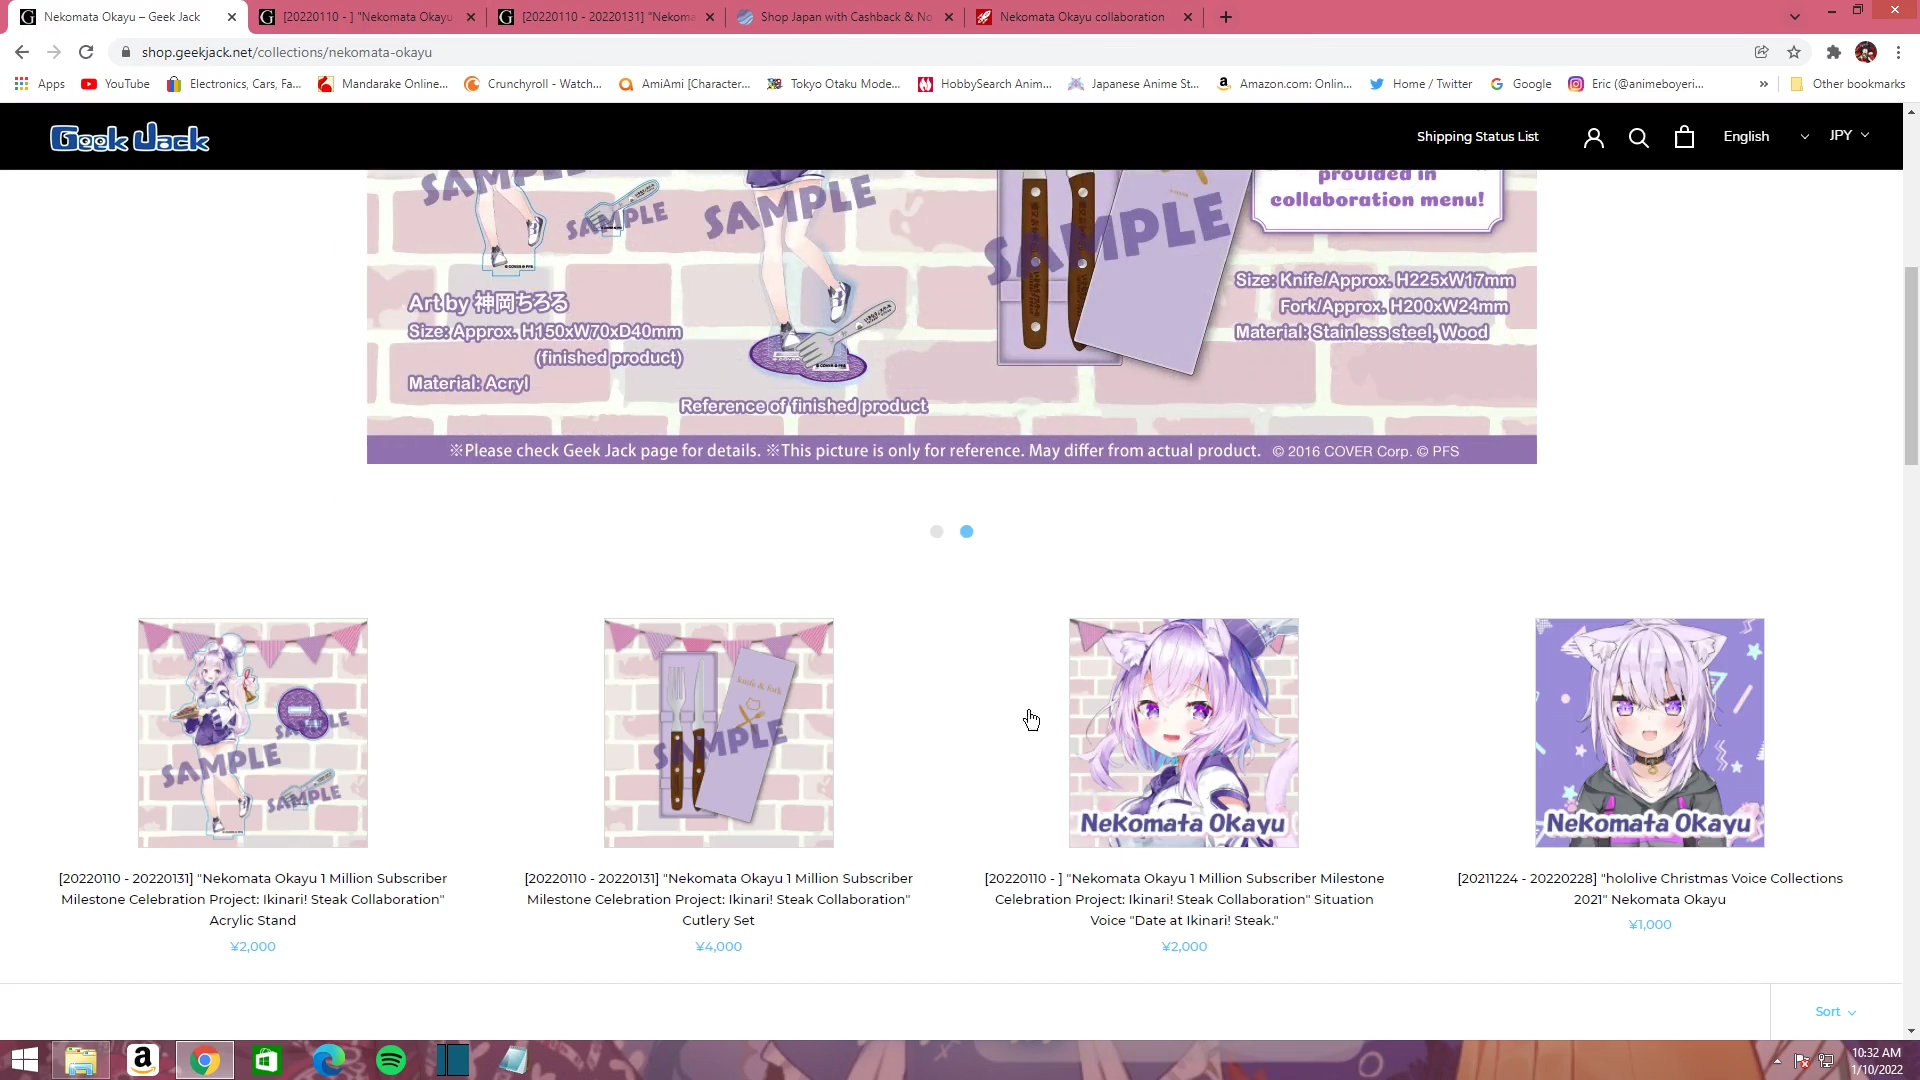 Nekomata Okayu – Geek Jack
[20220110 - ] "Nekomata Okayu
[20220110 - 20220131] "Nekoma
Shop Japan with Cashback & No
Nekomata Okayu collaboration
shop.geekjack.net/collections/nekomata-okayu
Apps
YouTube
Electronics, Cars, Fa...
Mandarake Online...
Crunchyroll - Watch...
AmiAmi [Character...
Tokyo Otaku Mode...
HobbySearch Anim...
Japanese Anime St...
Amazon.com: Onlin...
Home / Twitter
Google
Eric (@animeboyeri...
»
Other bookmarks
Geek Jack
Shipping Status List
English
JPY
provided in
collaboration menu!
SAMPLE
SAMPLE
SAMPLE
SAMPLE
Size: Knife/Approx. H225xW17mm
Fork/Approx. H200xW24mm
Material: Stainless steel, Wood
Art by 神岡ちろる
Size: Approx. H150xW70xD40mm
(finished product)
Material: Acryl
Reference of finished product
※Please check Geek Jack page for details. ※This picture is only for reference. May differ from actual product. © 2016 COVER Corp. © PFS
SAMPLE
SAMPLE
SAMPLE
knife & fork
SAMPLE
Nekomata Okayu
Nekomata Okayu
[20220110 - 20220131] "Nekomata Okayu 1 Million Subscriber
Milestone Celebration Project: Ikinari! Steak Collaboration"
Acrylic Stand
¥2,000
[20220110 - 20220131] "Nekomata Okayu 1 Million Subscriber
Milestone Celebration Project: Ikinari! Steak Collaboration"
Cutlery Set
¥4,000
[20220110 - ] "Nekomata Okayu 1 Million Subscriber Milestone
Celebration Project: Ikinari! Steak Collaboration" Situation
Voice "Date at Ikinari! Steak."
¥2,000
[20211224 - 20220228] "hololive Christmas Voice Collections
2021" Nekomata Okayu
¥1,000
Sort
10:32 AM
1/10/2022